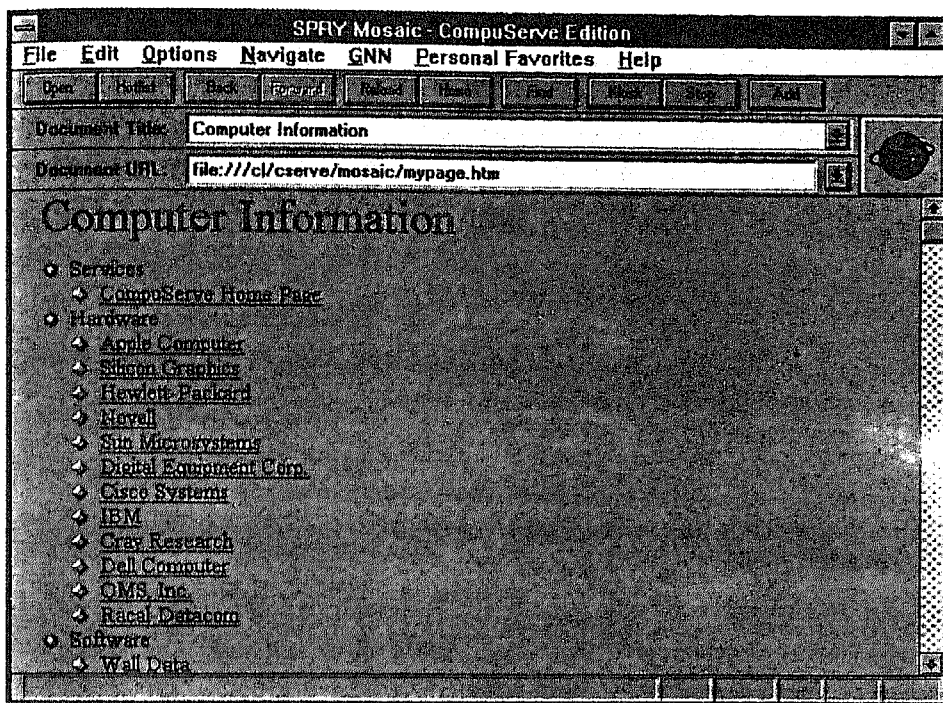 SPRY Mosaic - CompuServe Edition
File Edit Options Navigate GNN Personal Favorites Help
Open Hotlist Back Forward Reload Home Find Stop Add
Document Title: Computer Information
Document URL: file:///c|/cserve/mosaic/mypage.htm
Computer Information
Services
CompuServe Home Page
Hardware
Apple Computer
Silicon Graphics
Hewlett-Packard
Novell
Sun Microsystems
Digital Equipment Corp.
Cisco Systems
IBM
Cray Research
Dell Computer
QMS, Inc.
Racal Datacom
Software
Wall Data